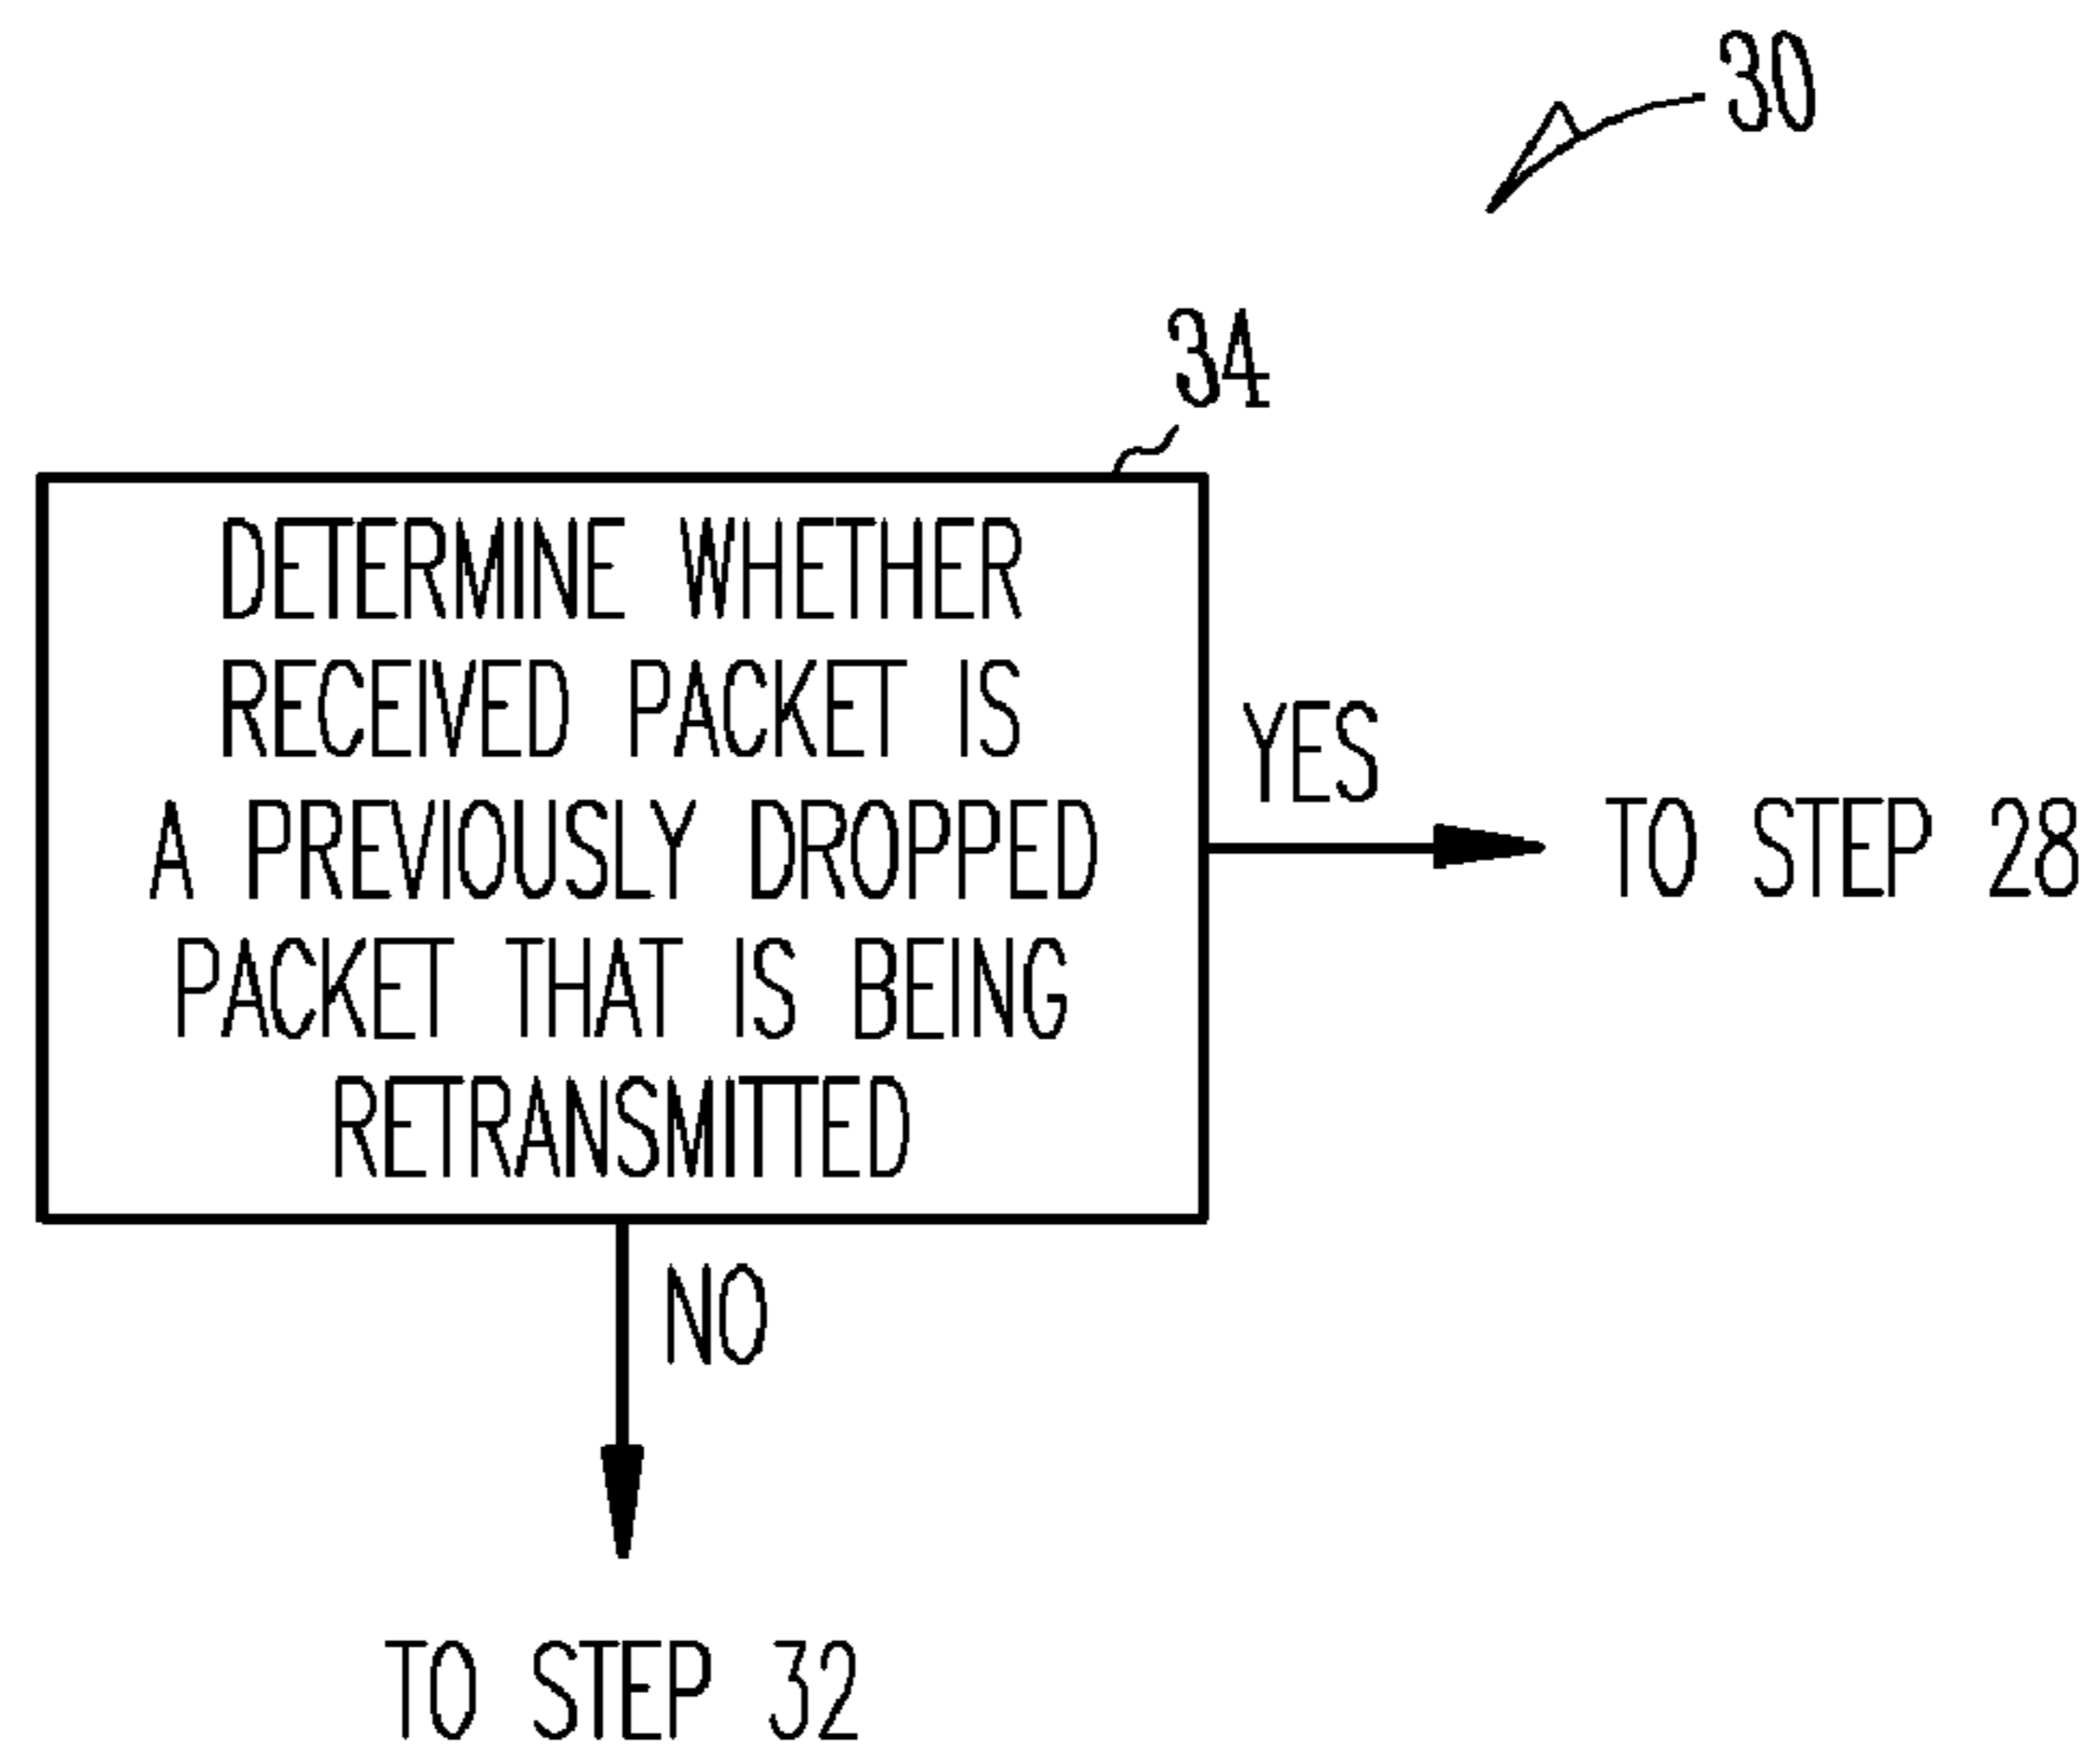 30
34
DETERMINE WHETHER
RECEIVED PACKET IS
A PREVIOUSLY DROPPED
PACKET THAT IS BEING
RETRANSMITTED
YES
TO STEP 28
NO
TO STEP 32